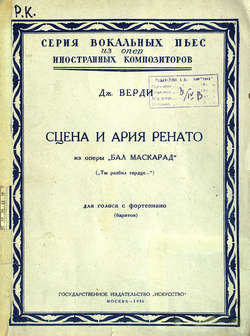 Р.К.
СЕРИЯ ВОКАЛЬНЫХ ПЬЕС
ИЗ ОПЕР
ИНОСТРАННЫХ КОМПОЗИТОРОВ
Дж. ВЕРДИ
СЦЕНА И АРИЯ РЕНАТО
ИЗ ОПЕРЫ „БАЛ МАСКАРАД"
(„Ты разбил сердце...")
ДЛЯ ГОЛОСА С ФОРТЕПИАНО
(баритон)
ГОСУДАРСТВЕННОЕ ИЗДАТЕЛЬСТВО „ИСКУССТВО"
МОСКВА